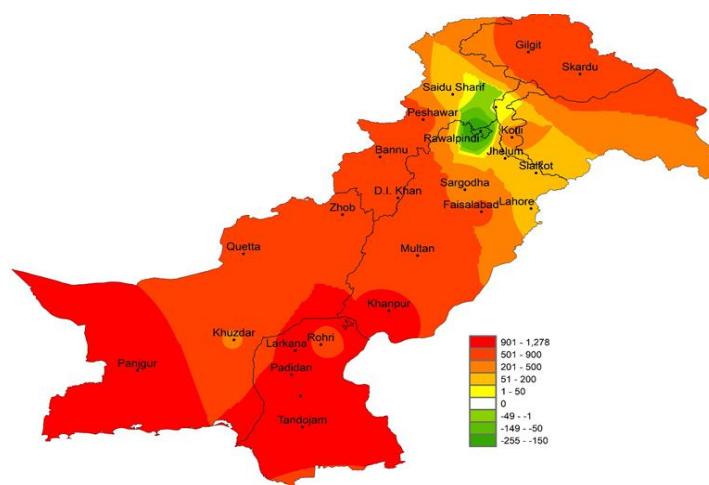 Gilgit
Skardu
Saidu Sharif
Peshawar
Rawalpindi
Kotli
Bannu
Jhelum
Sialkot
D.I. Khan
Sargodha
Zhob
Faisalabad
Lahore
Quetta
Multan
Khanpur
Khuzdar
Rohri
Larkana
Panjgur
Padidan
Tandojam
901 - 1,278
501 - 900
201 - 500
51 - 200
1 - 50
0
-49 - -1
-149 - -50
-255 - -150